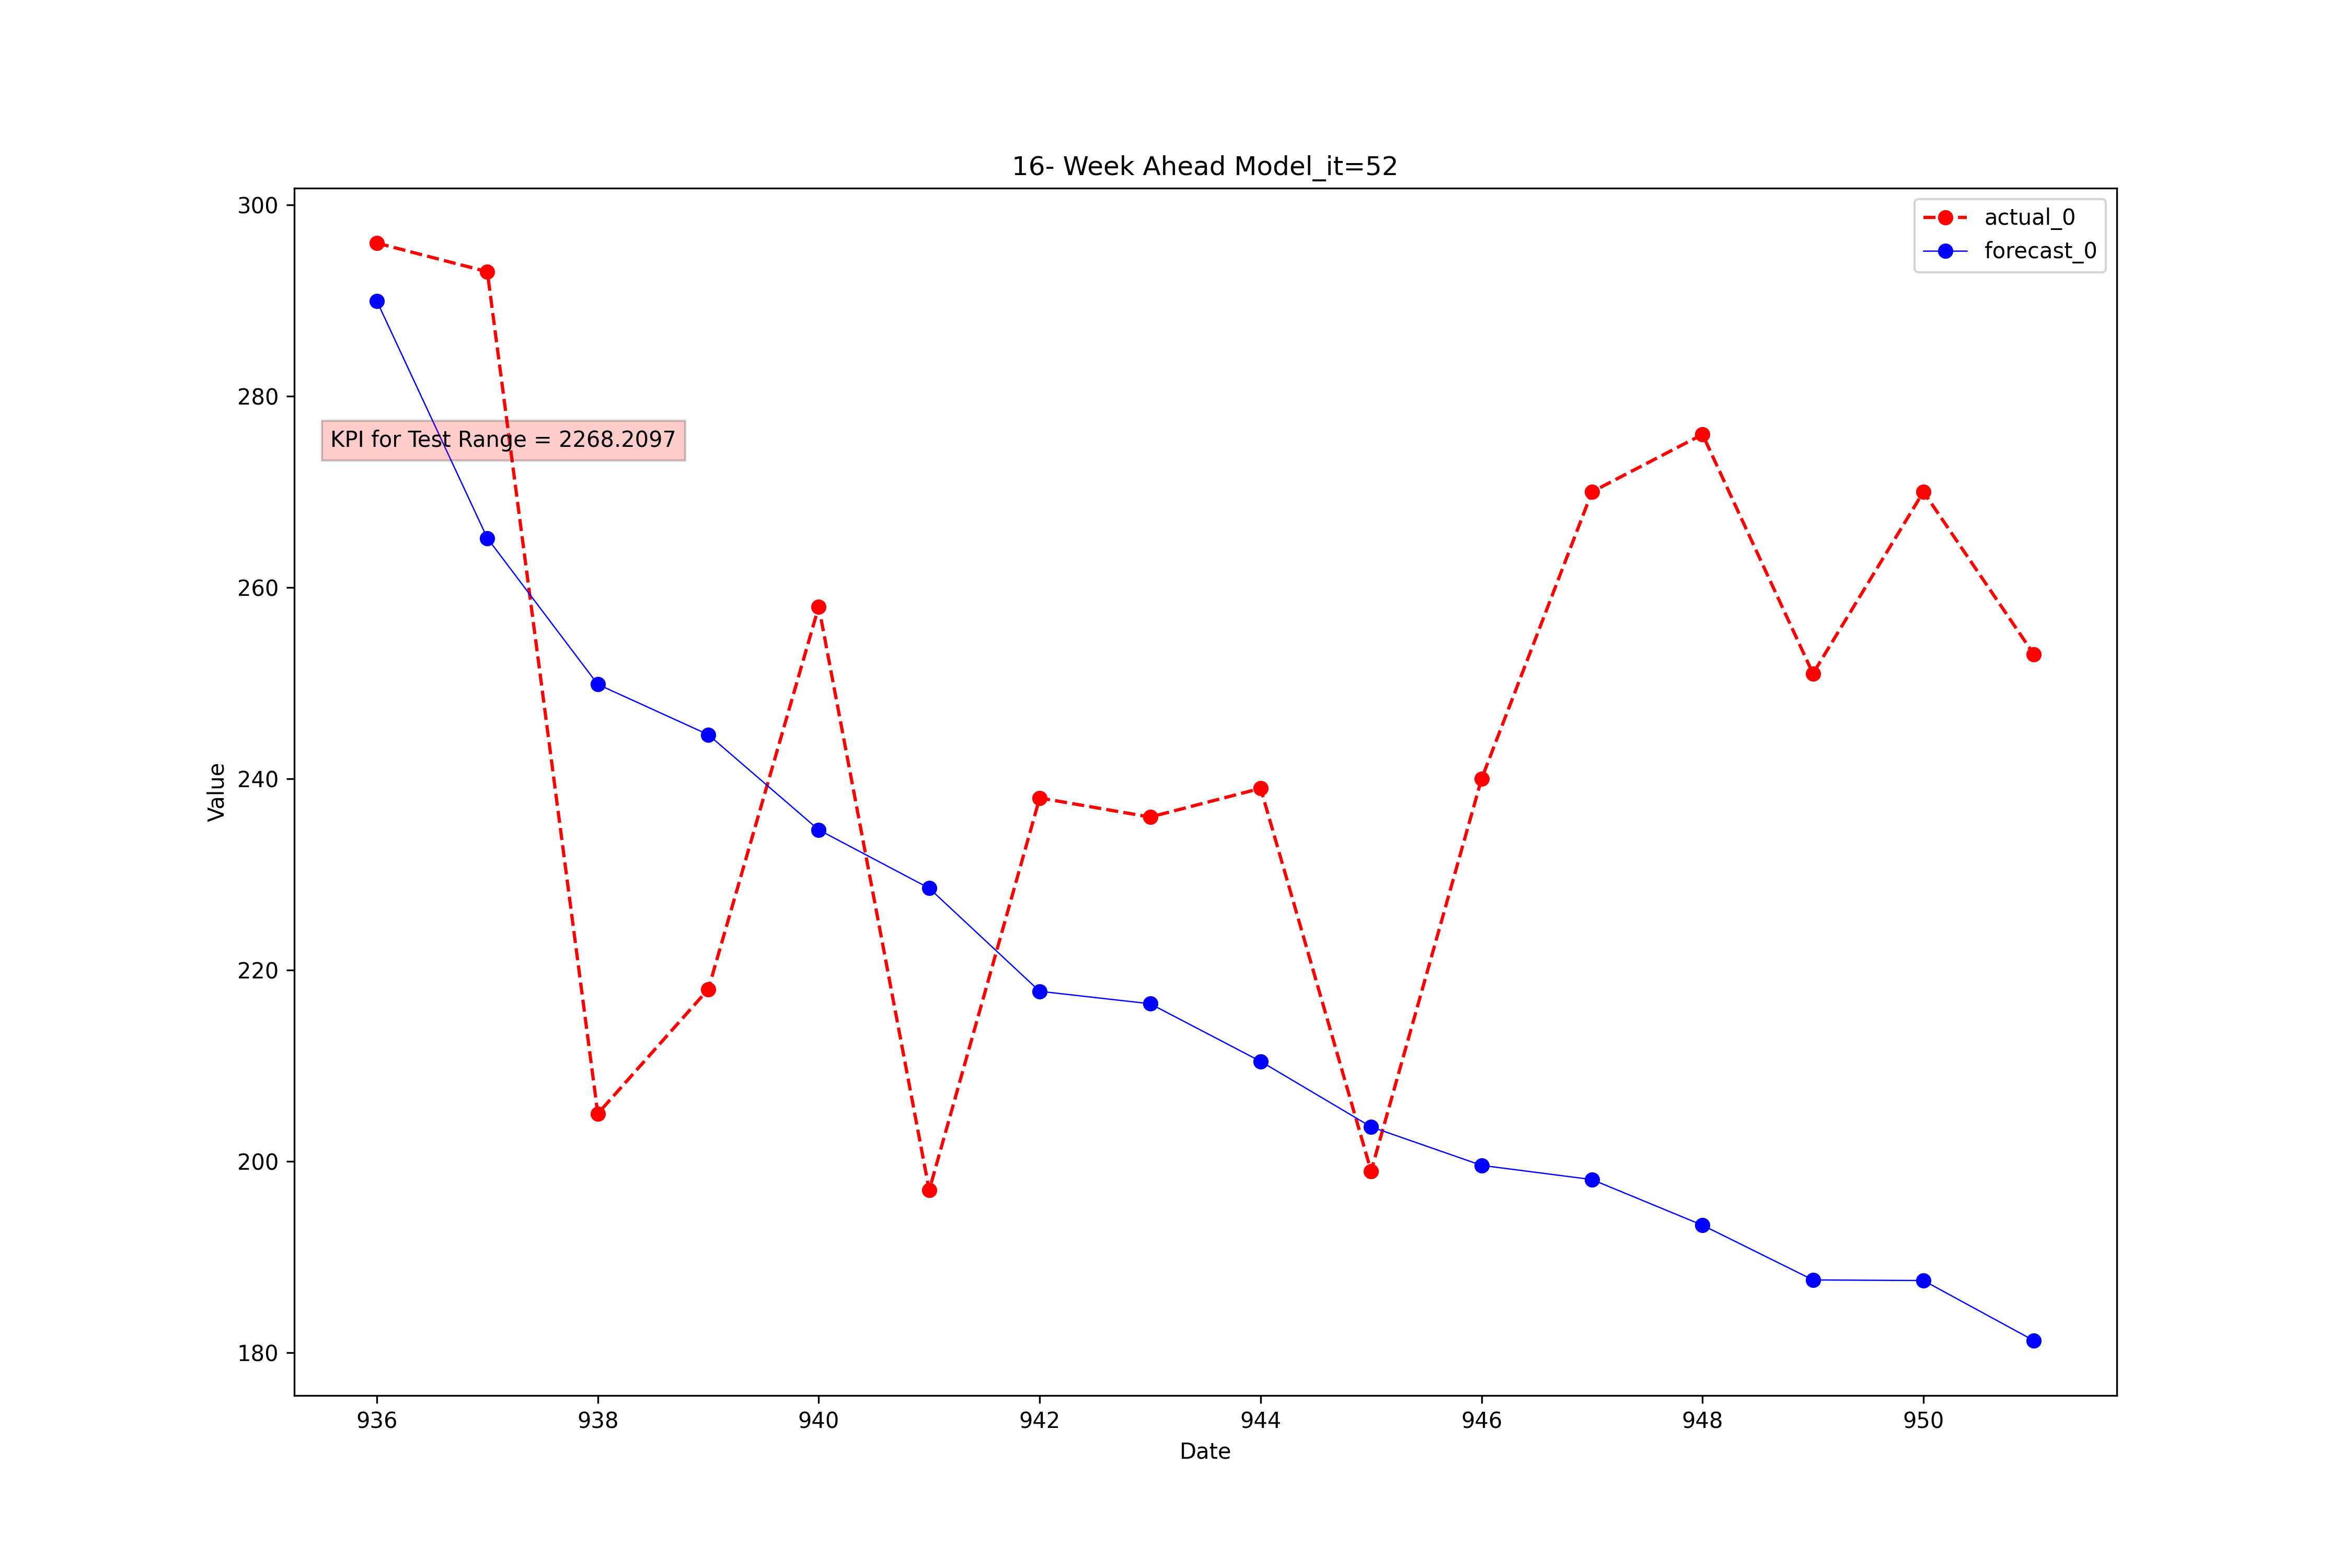 16- Week Ahead Model_it=52
300
280
260
240
220
200
180
Value
actual_0
forecast_0
KPI for Test Range = 2268.2097
936 938 940 942 944 946 948 950
Date